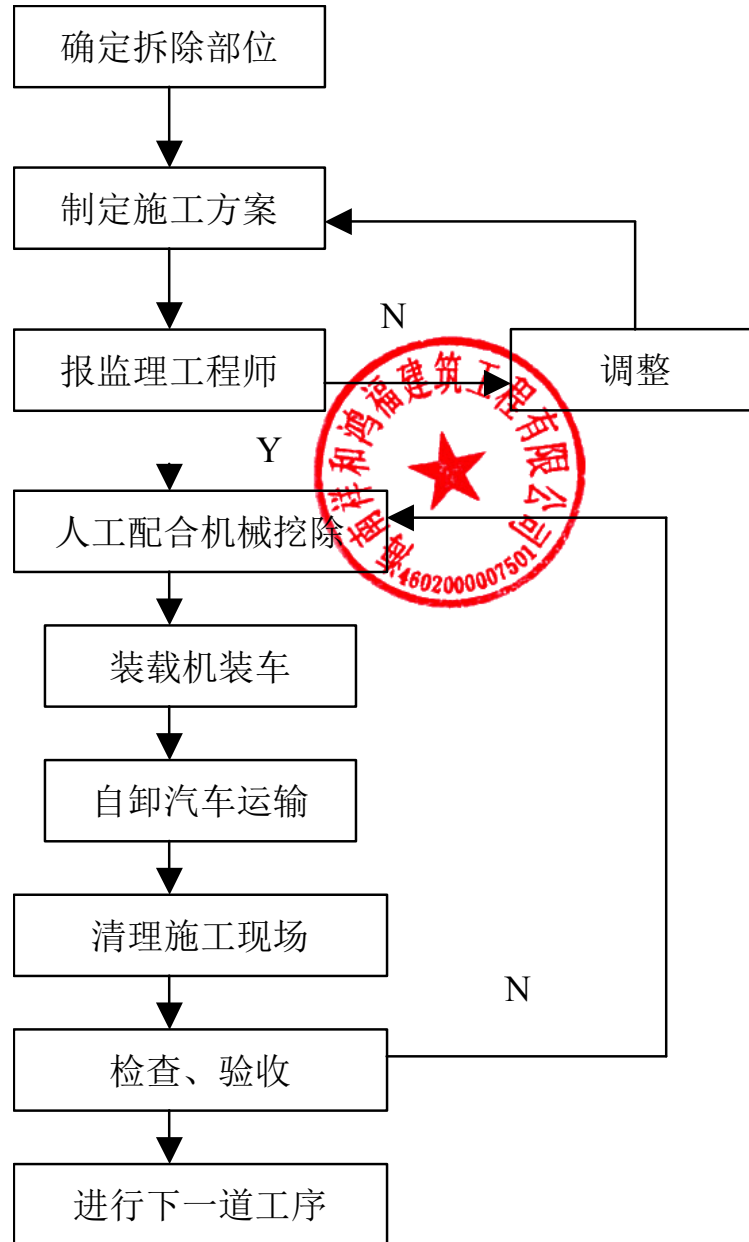 确定拆除部位
制定施工方案
N
报监理工程师
调整
海南祥和鸿福建筑工程有限公司
4602000007501
Y
人工配合机械挖除
装载机装车
自卸汽车运输
清理施工现场
N
检查、验收
进行下一道工序